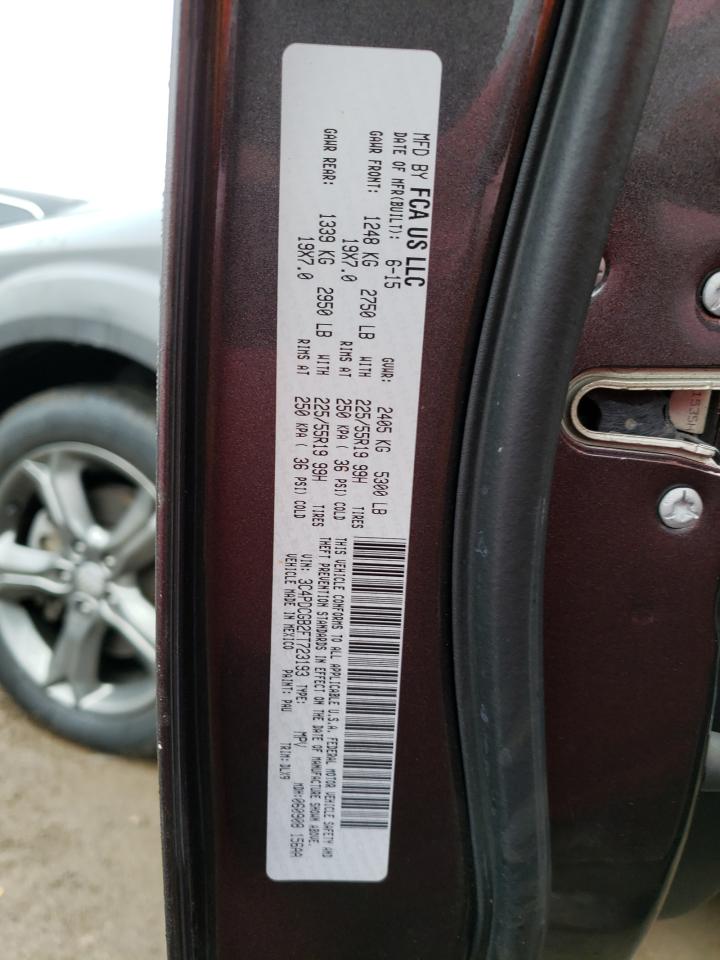 MFD BY FCA US LLC
DATE OF MFR(BUILT): 6-15 GVWR: 2405 KG 5300 LB
GAWR FRONT: 1248 KG 2750 LB WITH 225/55R19 99H TIRES
19X7.0 RIMS AT 250 KPA ( 36 PSI) COLD
GAWR REAR: 1339 KG 2950 LB WITH 225/55R19 99H TIRES
19X7.0 RIMS AT 250 KPA ( 36 PSI) COLD
THIS VEHICLE CONFORMS TO ALL APPLICABLE U.S.A. FEDERAL MOTOR VEHICLE SAFETY AND
THEFT PREVENTION STANDARDS IN EFFECT ON THE DATE OF MANUFACTURE SHOWN ABOVE.
VIN: 3C4PDCGB2FT723193 TYPE: MPV MDH:060908 156AA
VEHICLE MADE IN MEXICO PAINT: PAU TRIM: DLX9